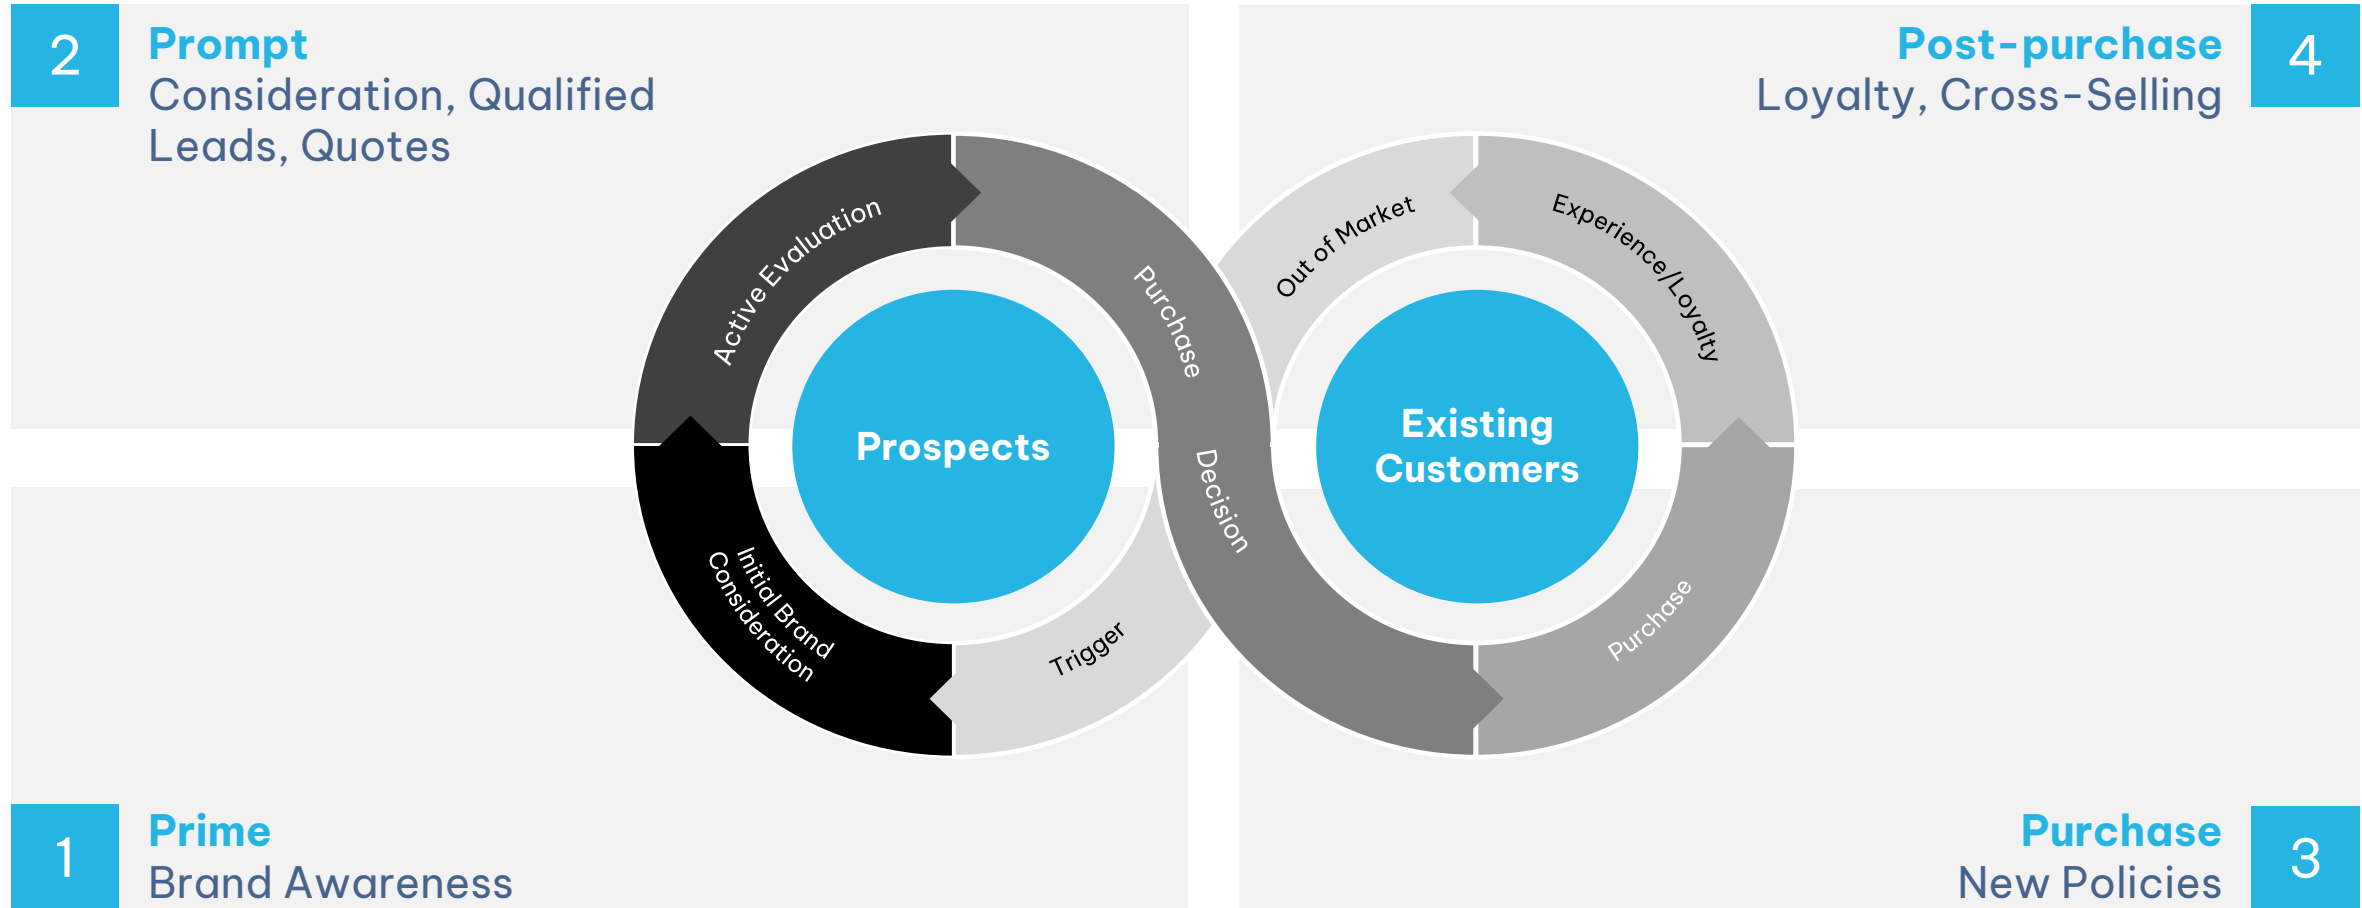 2
Prompt
Consideration, Qualified
Leads, Quotes
Post-purchase
Loyalty, Cross-Selling
4
Active Evaluation
Purchase
Decision
Out of Market
Experience/Loyalty
Prospects
Existing
Customers
Initial Brand
Consideration
Trigger
Purchase
1
Prime
Brand Awareness
Purchase
New Policies
3